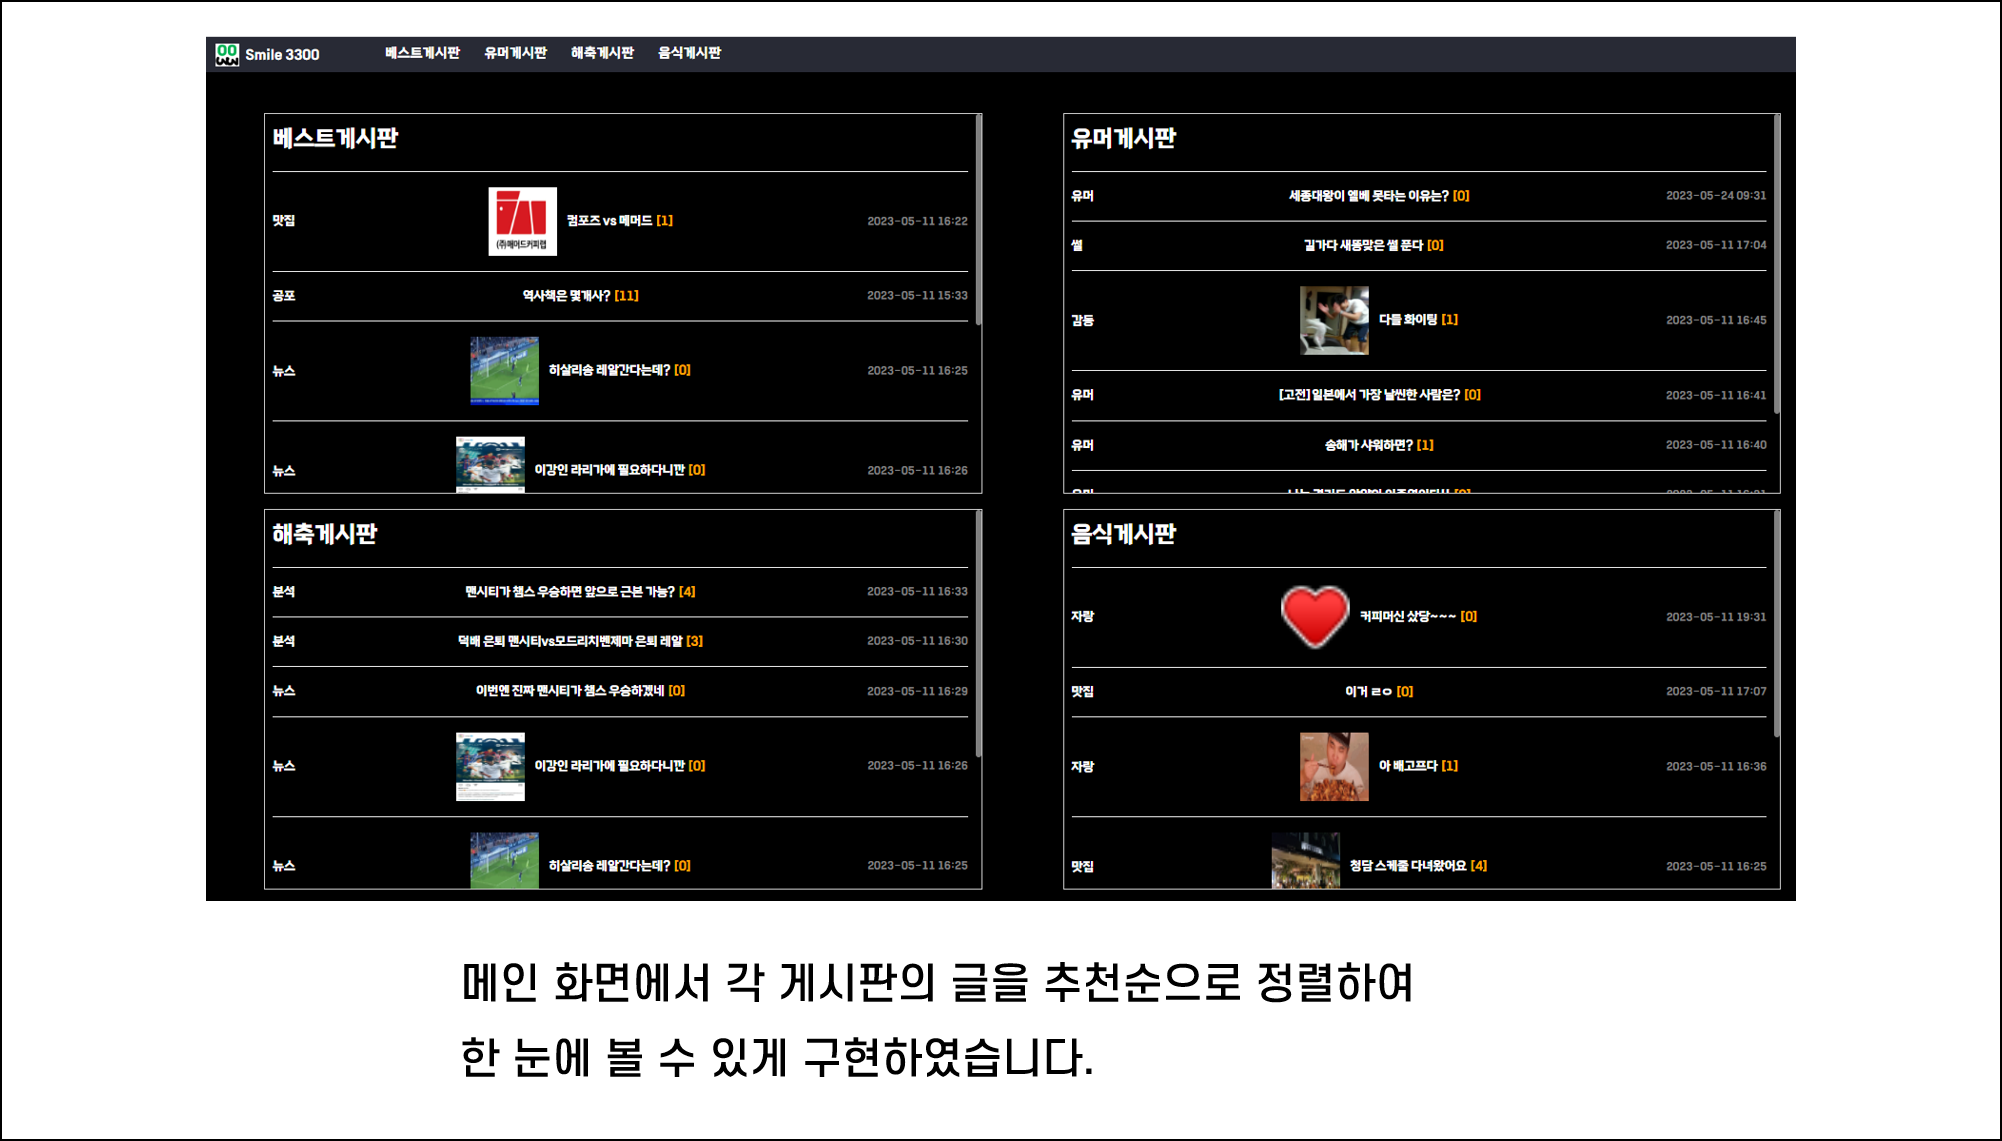 Smile 3300
베스트게시판 유머게시판 해축게시판 음식게시판
베스트게시판
맛집 (주)매머드커피랩 컴포즈 vs 메머드 [1] 2023-05-11 16:22
공포 역사책은 몇개사? [11] 2023-05-11 15:33
뉴스 히샬리송 레알간다는데? [0] 2023-05-11 16:25
뉴스 이강인 라리가에 필요하다니깐 [0] 2023-05-11 16:26
유머게시판
유머 세종대왕이 엘베 못타는 이유는? [0] 2023-05-24 09:31
썰 길가다 새똥맞은 썰 푼다 [0] 2023-05-11 17:04
감동 다들 화이팅 [1] 2023-05-11 16:45
유머 [고전]일본에서 가장 날씬한 사람은? [0] 2023-05-11 16:41
유머 송해가 샤워하면? [1] 2023-05-11 16:40
해축게시판
분석 맨시티가 챔스 우승하면 앞으로 근본 가능? [4] 2023-05-11 16:33
분석 덕배 은퇴 맨시티vs모드리치벤제마 은퇴 레알 [3] 2023-05-11 16:30
뉴스 이번엔 진짜 맨시티가 챔스 우승하겠네 [0] 2023-05-11 16:29
뉴스 이강인 라리가에 필요하다니깐 [0] 2023-05-11 16:26
뉴스 히샬리송 레알간다는데? [0] 2023-05-11 16:25
음식게시판
자랑 커피머신 샀당~~~ [0] 2023-05-11 19:31
맛집 이거 ㄹㅇ [0] 2023-05-11 17:07
자랑 아 배고프다 [1] 2023-05-11 16:36
맛집 청담 스케줄 다녀왔어요 [4] 2023-05-11 16:25
메인 화면에서 각 게시판의 글을 추천순으로 정렬하여
한 눈에 볼 수 있게 구현하였습니다.